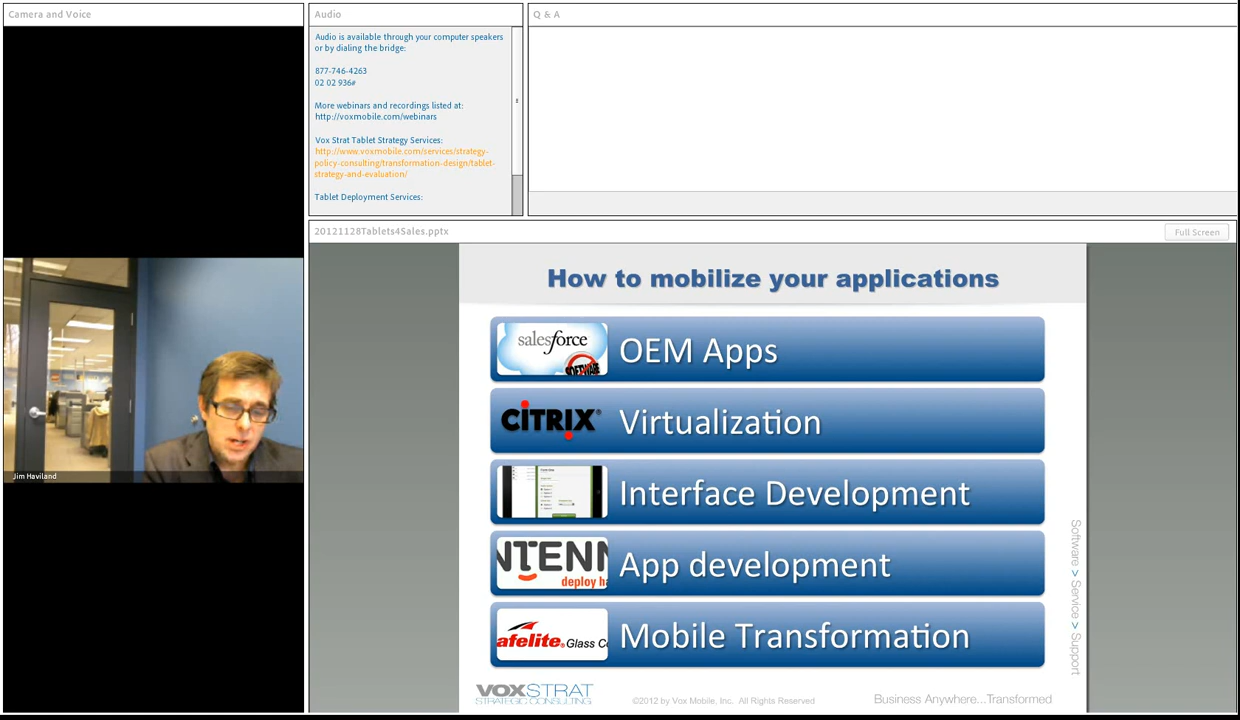 Camera and Voice
Jim Haviland
Audio
Audio is available through your computer speakers
or by dialing the bridge:
877-746-4263
02 02 936#
More webinars and recordings listed at:
http://voxmobile.com/webinars
Vox Strat Tablet Strategy Services:
http://www.voxmobile.com/services/strategy-
policy-consulting/transformation-design/tablet-
strategy-and-evaluation/
Tablet Deployment Services:
Q & A
20121128Tablets4Sales.pptx
Full Screen
How to mobilize your applications
salesforce
SOFTWARE
OEM Apps
CITRIX®
Virtualization
Interface Development
NTENN
deploy ha
App development
afelite® Glass Co
Mobile Transformation
Software > Service > Support
VOXSTRAT
STRATEGIC CONSULTING
©2012 by Vox Mobile, Inc. All Rights Reserved
Business Anywhere...Transformed